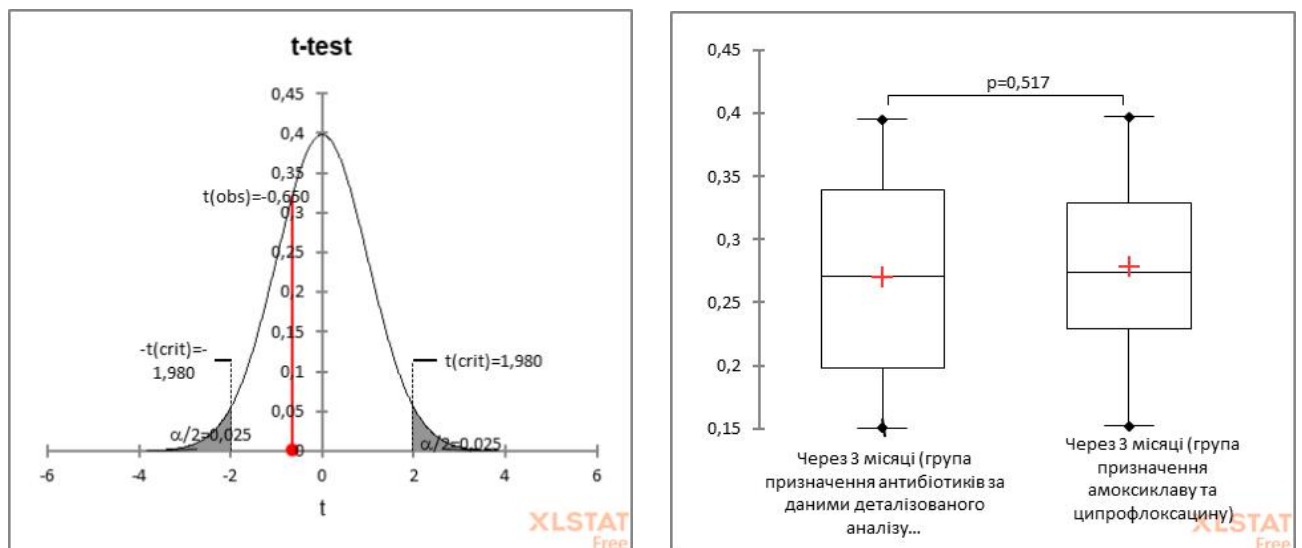 t-test
0,45
0,4
0,35
t(obs)=-0,650
0,3
0,25
0,2
0,15
-t(crit)=-
1,980
t(crit)=1,980
0,1
0,05
α/2=0,025
α/2=0,025
0
-6
-4
-2
0
2
4
6
t
XLSTAT
Free
0,45
p=0,517
0,4
0,35
0,3
0,25
0,2
0,15
Через 3 місяці (група
призначення антибіотиків за
даними деталізованого
аналізу...
Через 3 місяці (група
призначення
амоксиклаву та
ципрофлоксацину)
XLSTAT
Free